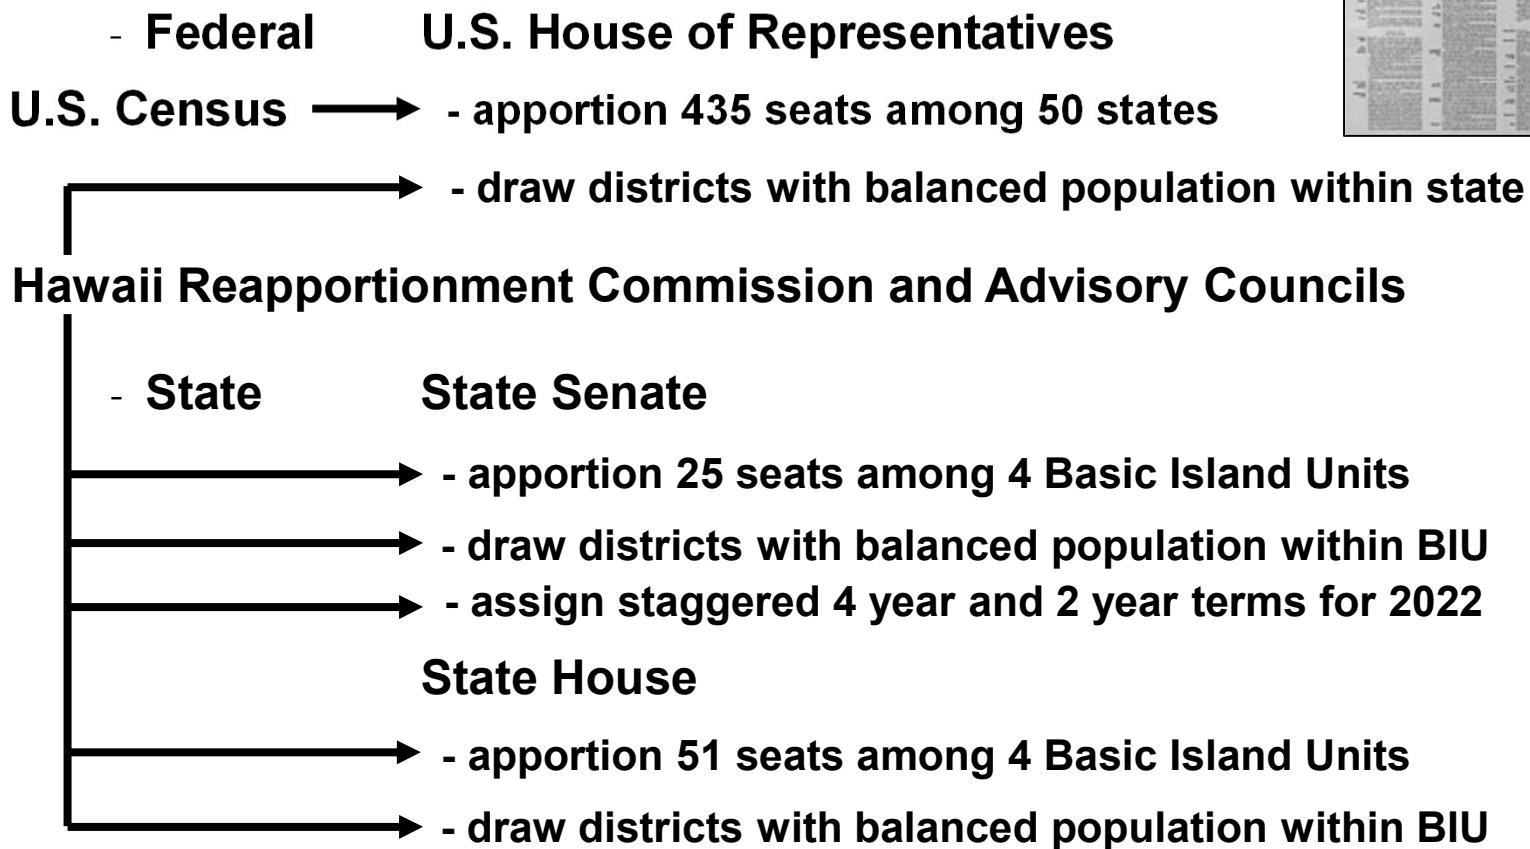 - Federal U.S. House of Representatives
U.S. Census - apportion 435 seats among 50 states
- draw districts with balanced population within state
Hawaii Reapportionment Commission and Advisory Councils
- State State Senate
- apportion 25 seats among 4 Basic Island Units
- draw districts with balanced population within BIU
- assign staggered 4 year and 2 year terms for 2022
State House
- apportion 51 seats among 4 Basic Island Units
- draw districts with balanced population within BIU